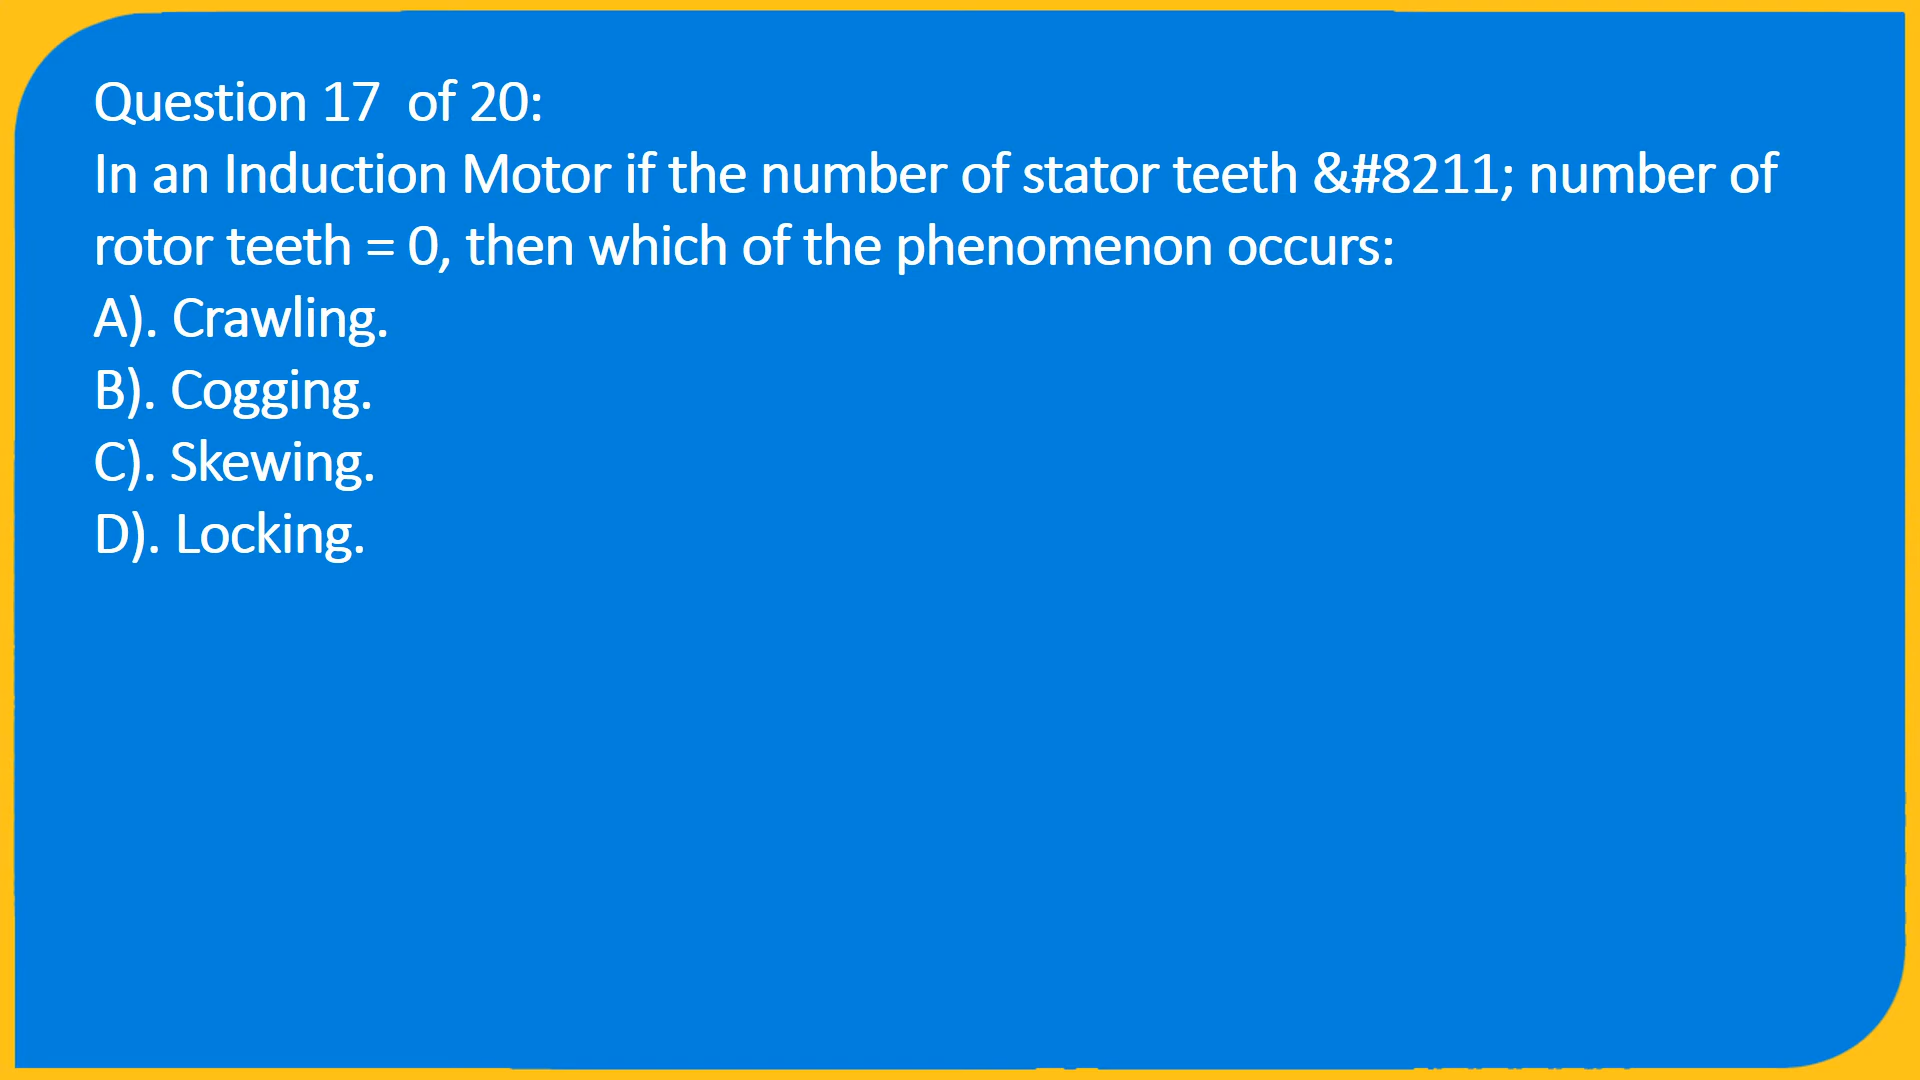 Question 17  of 20:
In an Induction Motor if the number of stator teeth &#8211; number of
rotor teeth = 0, then which of the phenomenon occurs:
A). Crawling.
B). Cogging.
C). Skewing.
D). Locking.